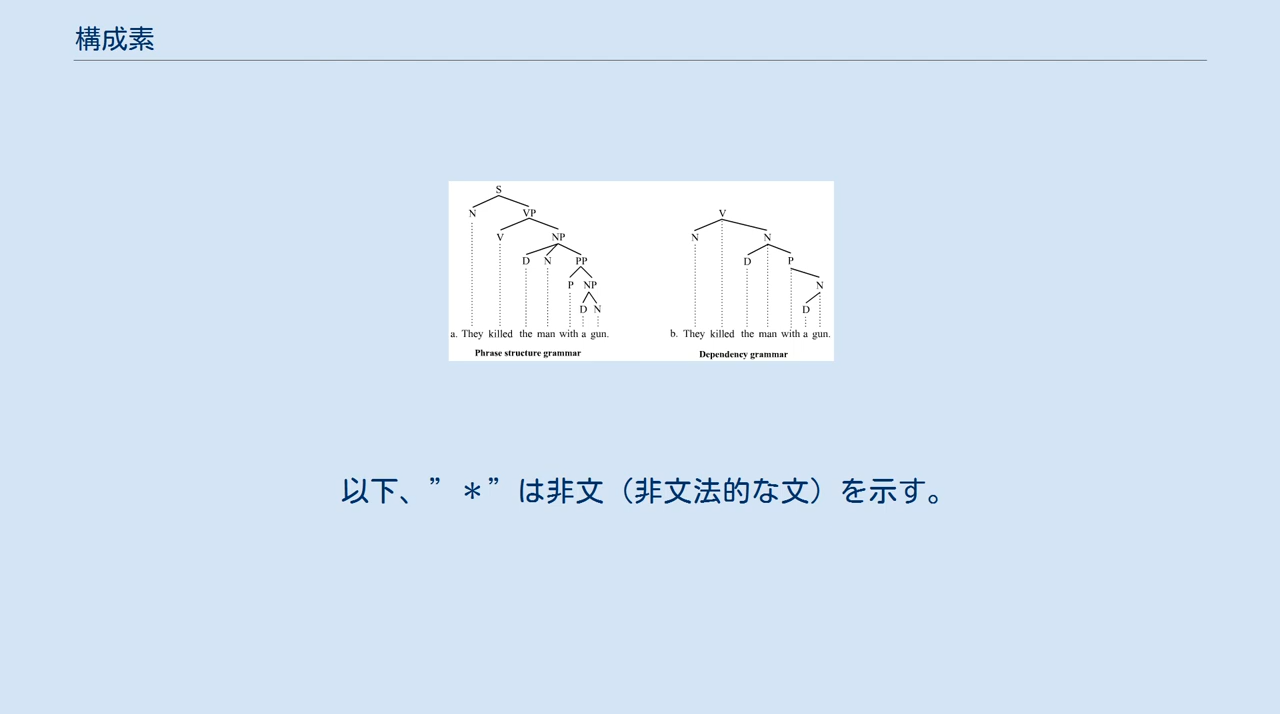 構成素
S
N VP
V NP
D N PP
P NP
D N
a. They killed the man with a gun.
Phrase structure grammar
V
N N
D P
N
D
b. They killed the man with a gun.
Dependency grammar
以下、”＊”は非文（非文法的な文）を示す。